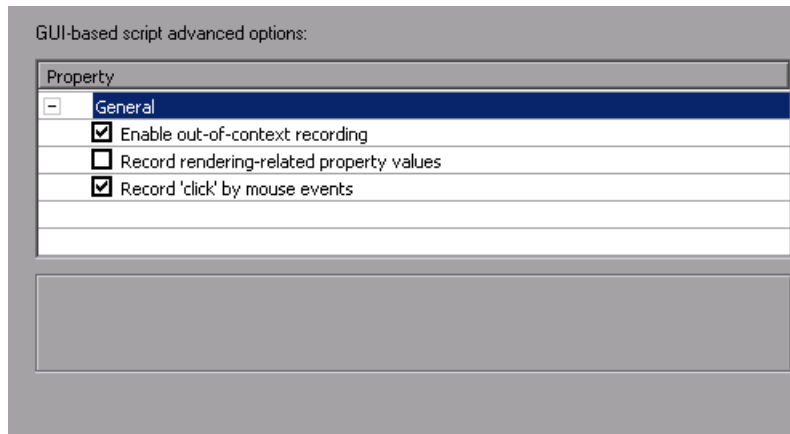 GUI-based script advanced options:
Property
General
Enable out-of-context recording
Record rendering-related property values
Record 'click' by mouse events